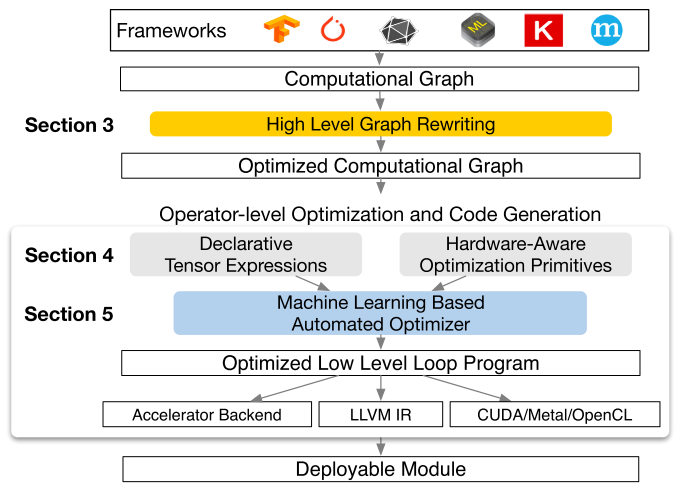 Frameworks
ML
K
m
Computational Graph
Section 3
High Level Graph Rewriting
Optimized Computational Graph
Operator-level Optimization and Code Generation
Section 4
Declarative
Tensor Expressions
Hardware-Aware
Optimization Primitives
Section 5
Machine Learning Based
Automated Optimizer
Optimized Low Level Loop Program
Accelerator Backend
LLVM IR
CUDA/Metal/OpenCL
Deployable Module